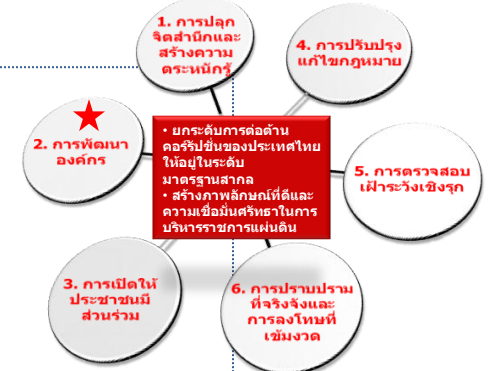 1. การปลุก
จิตสำนึกและ
สร้างความ
ตระหนักรู้
4. การปรับปรุง
แก้ไขกฎหมาย
2. การพัฒนา
องค์กร
• ยกระดับการต่อต้าน
คอร์รัปชั่นของประเทศไทย
ให้อยู่ในระดับ
มาตรฐานสากล
• สร้างภาพลักษณ์ที่ดีและ
ความเชื่อมั่นศรัทธาในการ
บริหารราชการแผ่นดิน
5. การตรวจสอบ
เฝ้าระวังเชิงรุก
3. การเปิดให้
ประชาชนมี
ส่วนร่วม
6. การปราบปราม
ที่จริงจังและ
การลงโทษที่
เข้มงวด